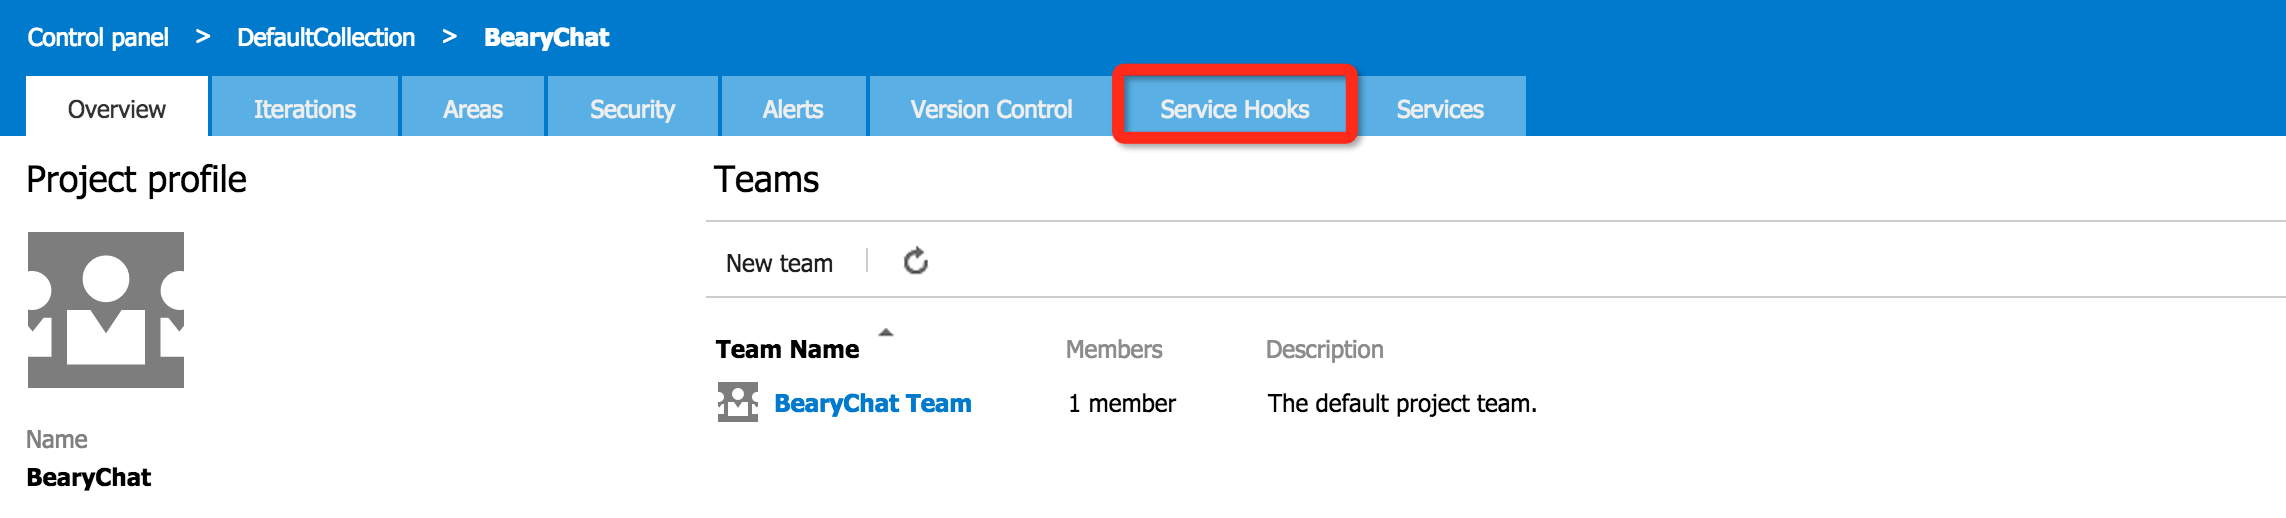 Control panel > DefaultCollection > BearyChat
Overview Iterations Areas Security Alerts Version Control Service Hooks Services
Project profile
Teams
New team
Team Name Members Description
BearyChat Team 1 member The default project team.
Name
BearyChat